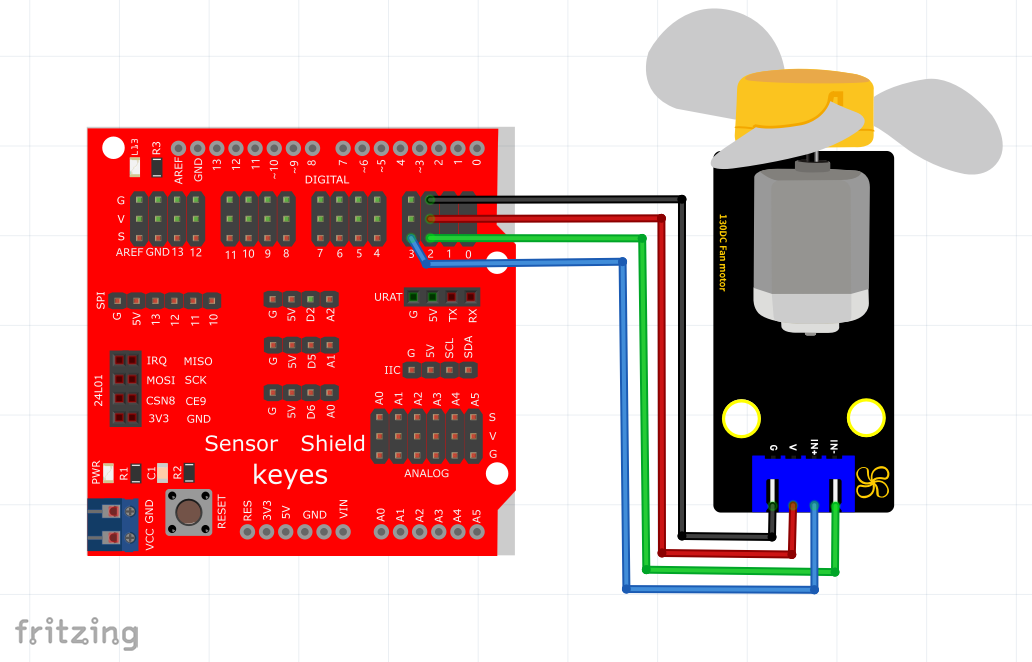 L13
R3
AREF
GND
13
12
11
~10
~9
8
7
~6
~5
4
~3
2
1
0
DIGITAL
G
V
S
AREF GND 13 12
11 10 9 8
7 6 5 4
3 2 1 0
SPI
G
5V
13
12
11
10
G
5V
D2
A2
URAT
G
5V
TX
RX
G
5V
D5
A1
IIC
G
5V
SCL
SDA
24L01
IRQ MISO
MOSI SCK
CSN8 CE9
3V3 GND
G
5V
D6
A0
A0
A1
A2
A3
A4
A5
S
V
G
ANALOG
Sensor Shield
keyes
PWR
R1
C1
R2
VCC GND
RESET
RES
3V3
5V
GND
VIN
A0
A1
A2
A3
A4
A5
130DC Fan motor
G
V
IN+
IN-
fritzing